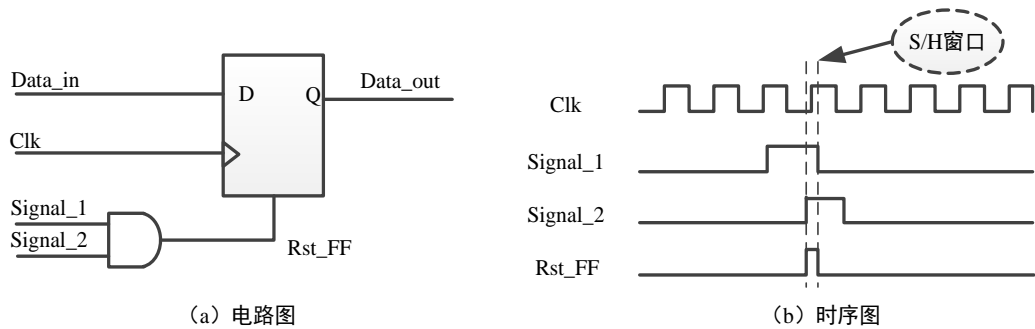 Data_in
D
Q
Data_out
Clk
Signal_1
Signal_2
Rst_FF
（a）电路图
S/H窗口
Clk
Signal_1
Signal_2
Rst_FF
（b）时序图